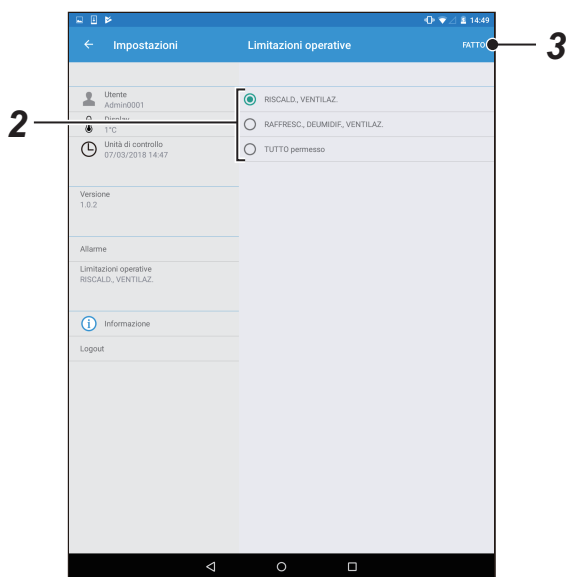 14:49
Impostazioni
Limitazioni operative
FATTO
3
Utente
Admin0001
RISCALD., VENTILAZ.
2
Display
1°C
RAFFRESC., DEUMIDIF., VENTILAZ.
Unità di controllo
07/03/2018 14:47
TUTTO permesso
Versione
1.0.2
Allarme
Limitazioni operative
RISCALD., VENTILAZ.
Informazione
Logout